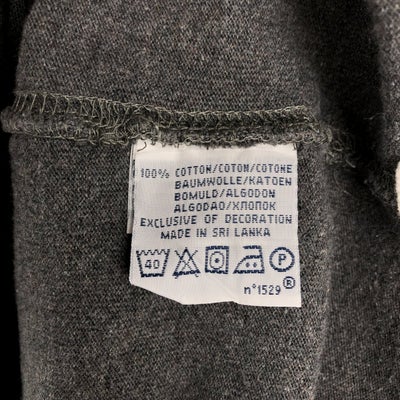 100% COTTON/COTON/COTONE
BAUMWOLLE/KATOEN
BOMULD/ALGODON
ALGODAO/ХЛОПОК
EXCLUSIVE OF DECORATION
MADE IN SRI LANKA
40 P
n°1529 ®